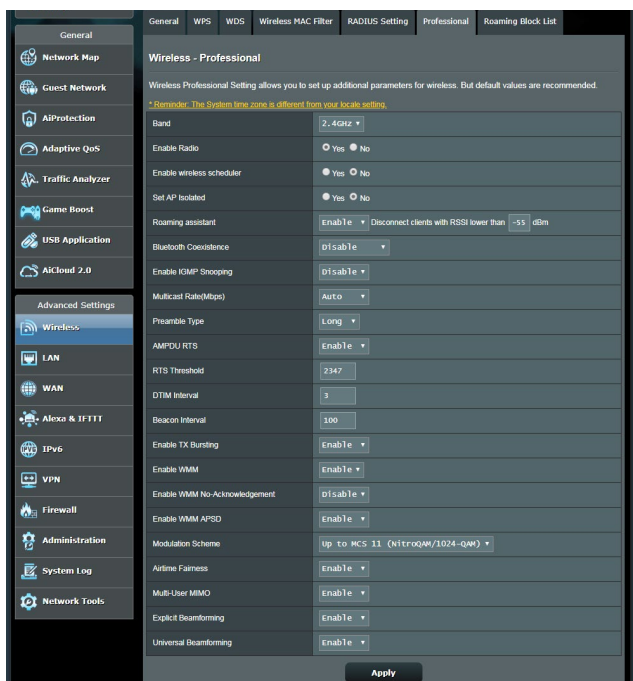 General WPS WDS Wireless MAC Filter RADIUS Setting Professional Roaming Block List
General
Network Map
Guest Network
AiProtection
Adaptive QoS
Traffic Analyzer
Game Boost
USB Application
AiCloud 2.0
Advanced Settings
Wireless
LAN
WAN
Alexa & IFTTT
IPv6
VPN
Firewall
Administration
System Log
Network Tools
Wireless - Professional
Wireless Professional Setting allows you to set up additional parameters for wireless. But default values are recommended.
* Reminder: The System time zone is different from your locale setting.
Band 2.4GHz
Enable Radio Yes No
Enable wireless scheduler Yes No
Set AP Isolated Yes No
Roaming assistant Enable Disconnect clients with RSSI lower than -55 dBm
Bluetooth Coexistence Disable
Enable IGMP Snooping Disable
Multicast Rate(Mbps) Auto
Preamble Type Long
AMPDU RTS Enable
RTS Threshold 2347
DTIM Interval 3
Beacon Interval 100
Enable TX Bursting Enable
Enable WMM Enable
Enable WMM No-Acknowledgement Disable
Enable WMM APSD Enable
Modulation Scheme Up to MCS 11 (NitroQAM/1024-QAM)
Airtime Fairness Enable
Multi-User MIMO Enable
Explicit Beamforming Enable
Universal Beamforming Enable
Apply